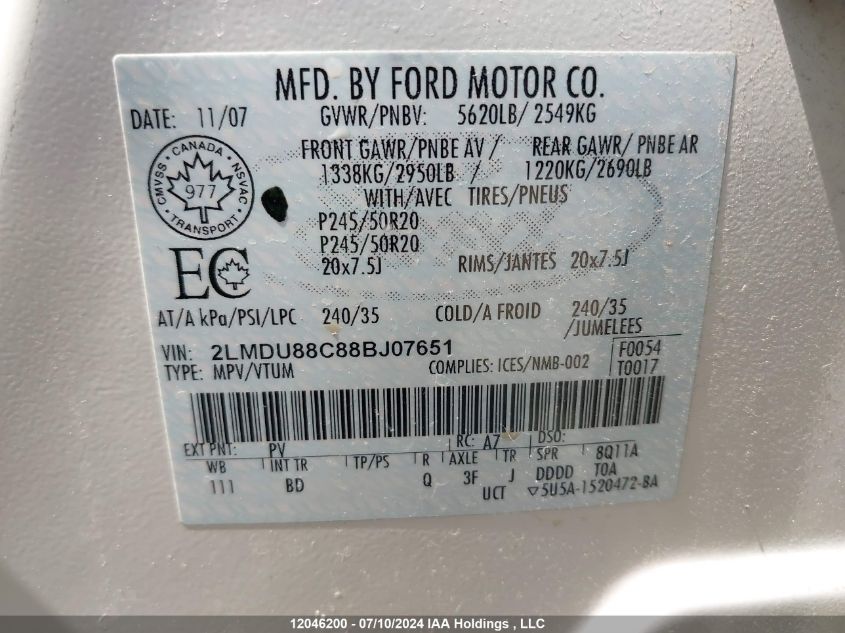 MFD. BY FORD MOTOR CO.
DATE: 11/07 GVWR/PNBV: 5620LB/ 2549KG
FRONT GAWR/PNBE AV / REAR GAWR/ PNBE AR
1338KG/2950LB / 1220KG/2690LB
WITH/AVEC TIRES/PNEUS
CMVSS · CANADA · NSVAC
977
· TRANSPORT ·
P245/50R20
P245/50R20
20x7.5J RIMS/JANTES 20x7.5J
EC
AT/A kPa/PSI/LPC 240/35 COLD/A FROID 240/35
/JUMELEES
VIN: 2LMDU88C88BJ07651 F0054
TYPE: MPV/VTUM COMPLIES: ICES/NMB-002 T0017
EXT PNT: PV RC: A7 DSO:
WB INT TR TP/PS R AXLE TR SPR 8Q11A
111 BD Q 3F J DDDD TOA
UCT ▽5U5A-1520472-BA
12046200 - 07/10/2024 IAA Holdings , LLC